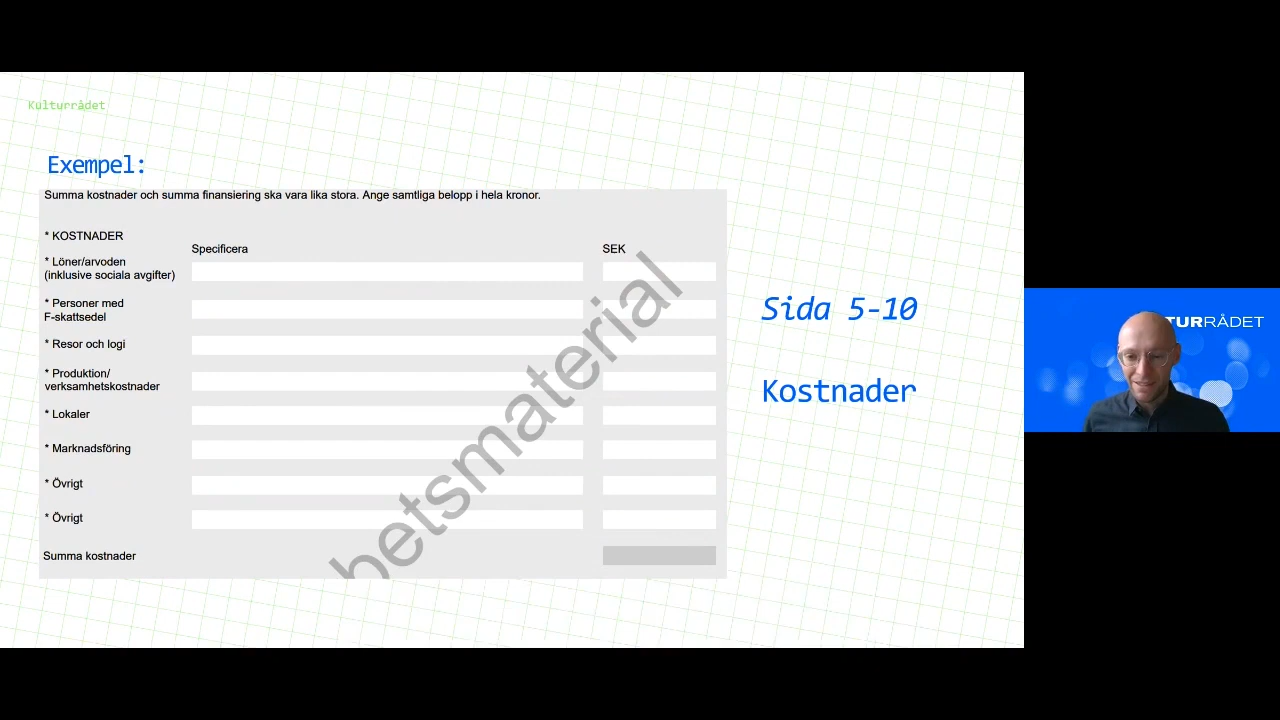 Kulturrådet
Exempel:
Summa kostnader och summa finansiering ska vara lika stora. Ange samtliga belopp i hela kronor.
* KOSTNADER
Specificera SEK
* Löner/arvoden
(inklusive sociala avgifter)
* Personer med
F-skattsedel
* Resor och logi
* Produktion/
verksamhetskostnader
* Lokaler
* Marknadsföring
* Övrigt
* Övrigt
Summa kostnader
betsmaterial
Sida 5-10
Kostnader
TURRÅDET